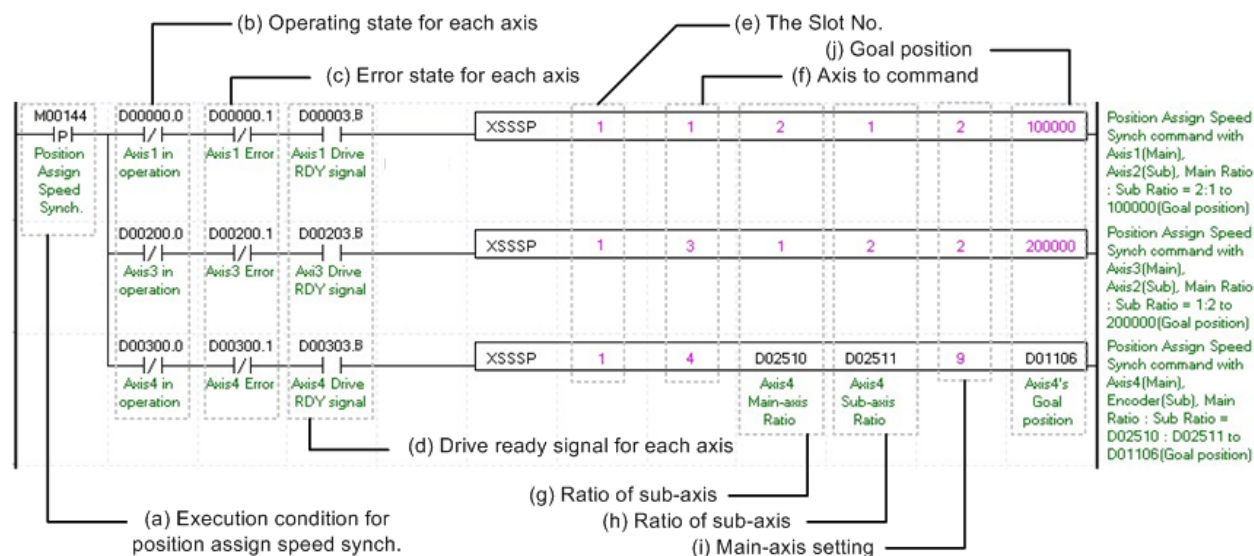 (b) Operating state for each axis
(e) The Slot No.
(j) Goal position
(c) Error state for each axis
(f) Axis to command
M00144 D00000.0 D00000.1 D00003.B
P
XSSSP 1 1 2 1 2 100000
Position
Assign
Speed
Synch.
Axis1 in
operation
Axis1 Error
Axis1 Drive
RDY signal
Position Assign Speed
Synch command with
Axis1(Main),
Axis2(Sub), Main Ratio
: Sub Ratio = 2:1 to
100000(Goal position)
D00200.0 D00200.1 D00203.B
XSSSP 1 3 1 2 2 200000
Axis3 in
operation
Axis3 Error
Axi3 Drive
RDY signal
Position Assign Speed
Synch command with
Axis3(Main),
Axis2(Sub), Main Ratio
: Sub Ratio = 1:2 to
200000(Goal position)
D00300.0 D00300.1 D00303.B
XSSSP 1 4 D02510 D02511 9 D01106
Axis4 in
operation
Axis4 Error
Axis4 Drive
RDY signal
Axis4
Main-axis
Ratio
Axis4
Sub-axis
Ratio
Axis4's
Goal
position
Position Assign Speed
Synch command with
Axis4(Main),
Encoder(Sub), Main
Ratio : Sub Ratio =
D02510 : D02511 to
D01106(Goal position)
(d) Drive ready signal for each axis
(g) Ratio of sub-axis
(a) Execution condition for
position assign speed synch.
(h) Ratio of sub-axis
(i) Main-axis setting